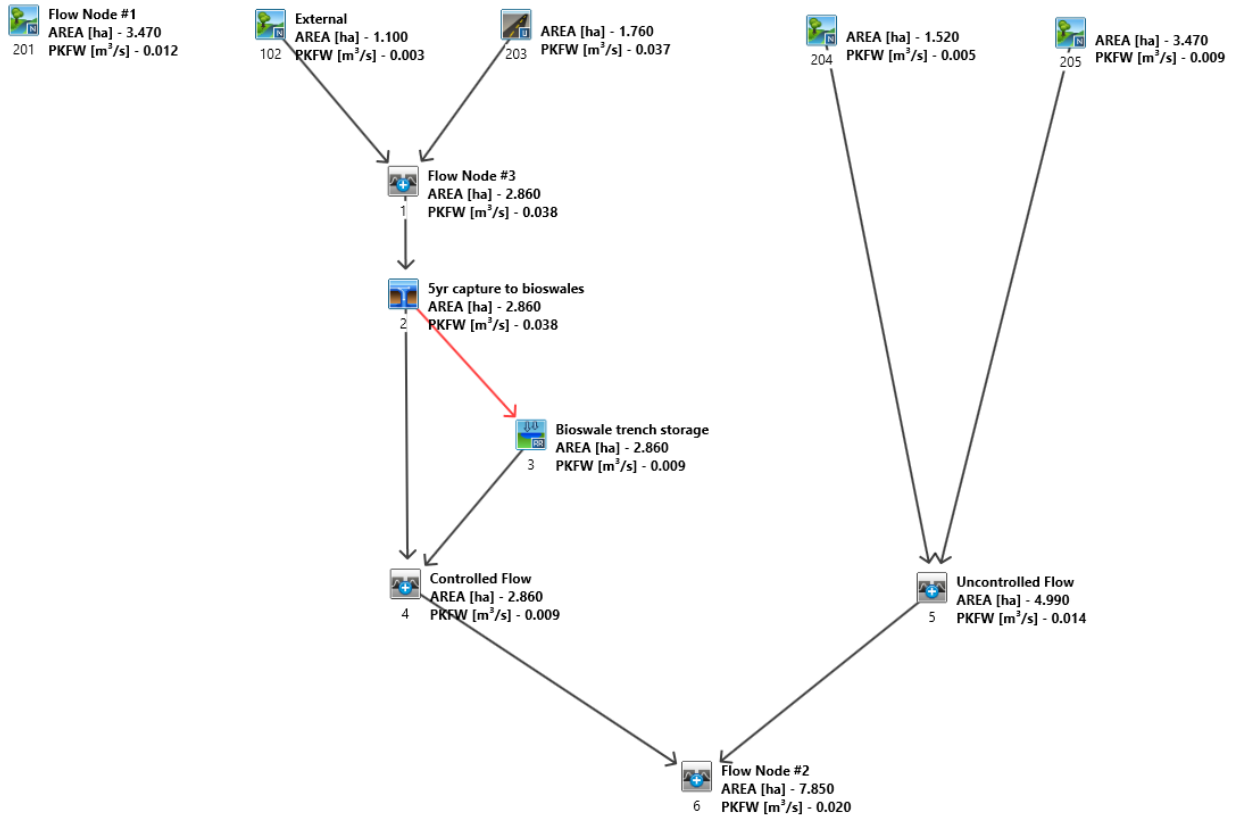 Flow Node #1
AREA [ha] - 3.470
PKFW [m³/s] - 0.012
201
External
AREA [ha] - 1.100
PKFW [m³/s] - 0.003
102
AREA [ha] - 1.760
PKFW [m³/s] - 0.037
203
AREA [ha] - 1.520
PKFW [m³/s] - 0.005
204
AREA [ha] - 3.470
PKFW [m³/s] - 0.009
205
Flow Node #3
AREA [ha] - 2.860
PKFW [m³/s] - 0.038
1
5yr capture to bioswales
AREA [ha] - 2.860
PKFW [m³/s] - 0.038
2
Bioswale trench storage
AREA [ha] - 2.860
PKFW [m³/s] - 0.009
3
Controlled Flow
AREA [ha] - 2.860
PKFW [m³/s] - 0.009
4
Uncontrolled Flow
AREA [ha] - 4.990
PKFW [m³/s] - 0.014
5
Flow Node #2
AREA [ha] - 7.850
PKFW [m³/s] - 0.020
6